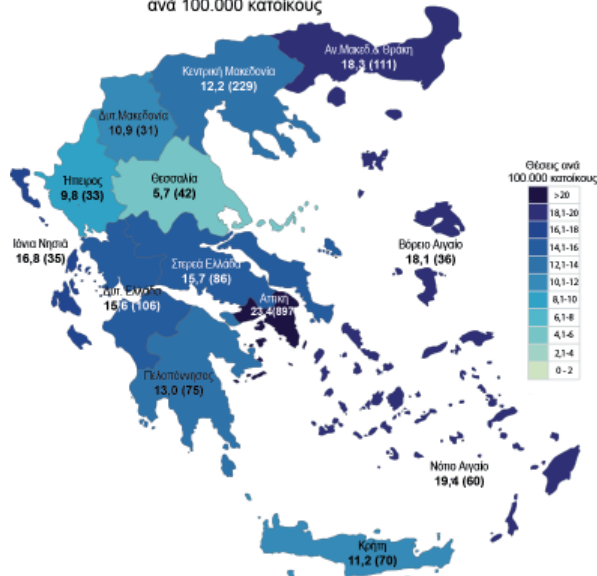 ανά 100.000 κατοίκους
Αν.Μακεδ.& Θράκη
18,3 (111)
Κεντρική Μακεδονία
12,2 (229)
Δυτ.Μακεδονία
10,9 (31)
Ήπειρος
9,8 (33)
Θεσσαλία
5,7 (42)
Θέσεις ανά
100.000 κατοίκους
>20
18,1-20
16,1-18
14,1-16
12,1-14
10,1-12
8,1-10
6,1-8
4,1-6
2,1-4
0 - 2
Ιόνια Νησιά
16,8 (35)
Βόρειο Αιγαίο
18,1 (36)
Στερεά Ελλάδα
15,7 (86)
Δυτ. Ελλάδα
15,6 (106)
Αττική
23,4(897
Πελοπόννησος
13,0 (75)
Νότιο Αιγαίο
19,4 (60)
Κρήτη
11,2 (70)